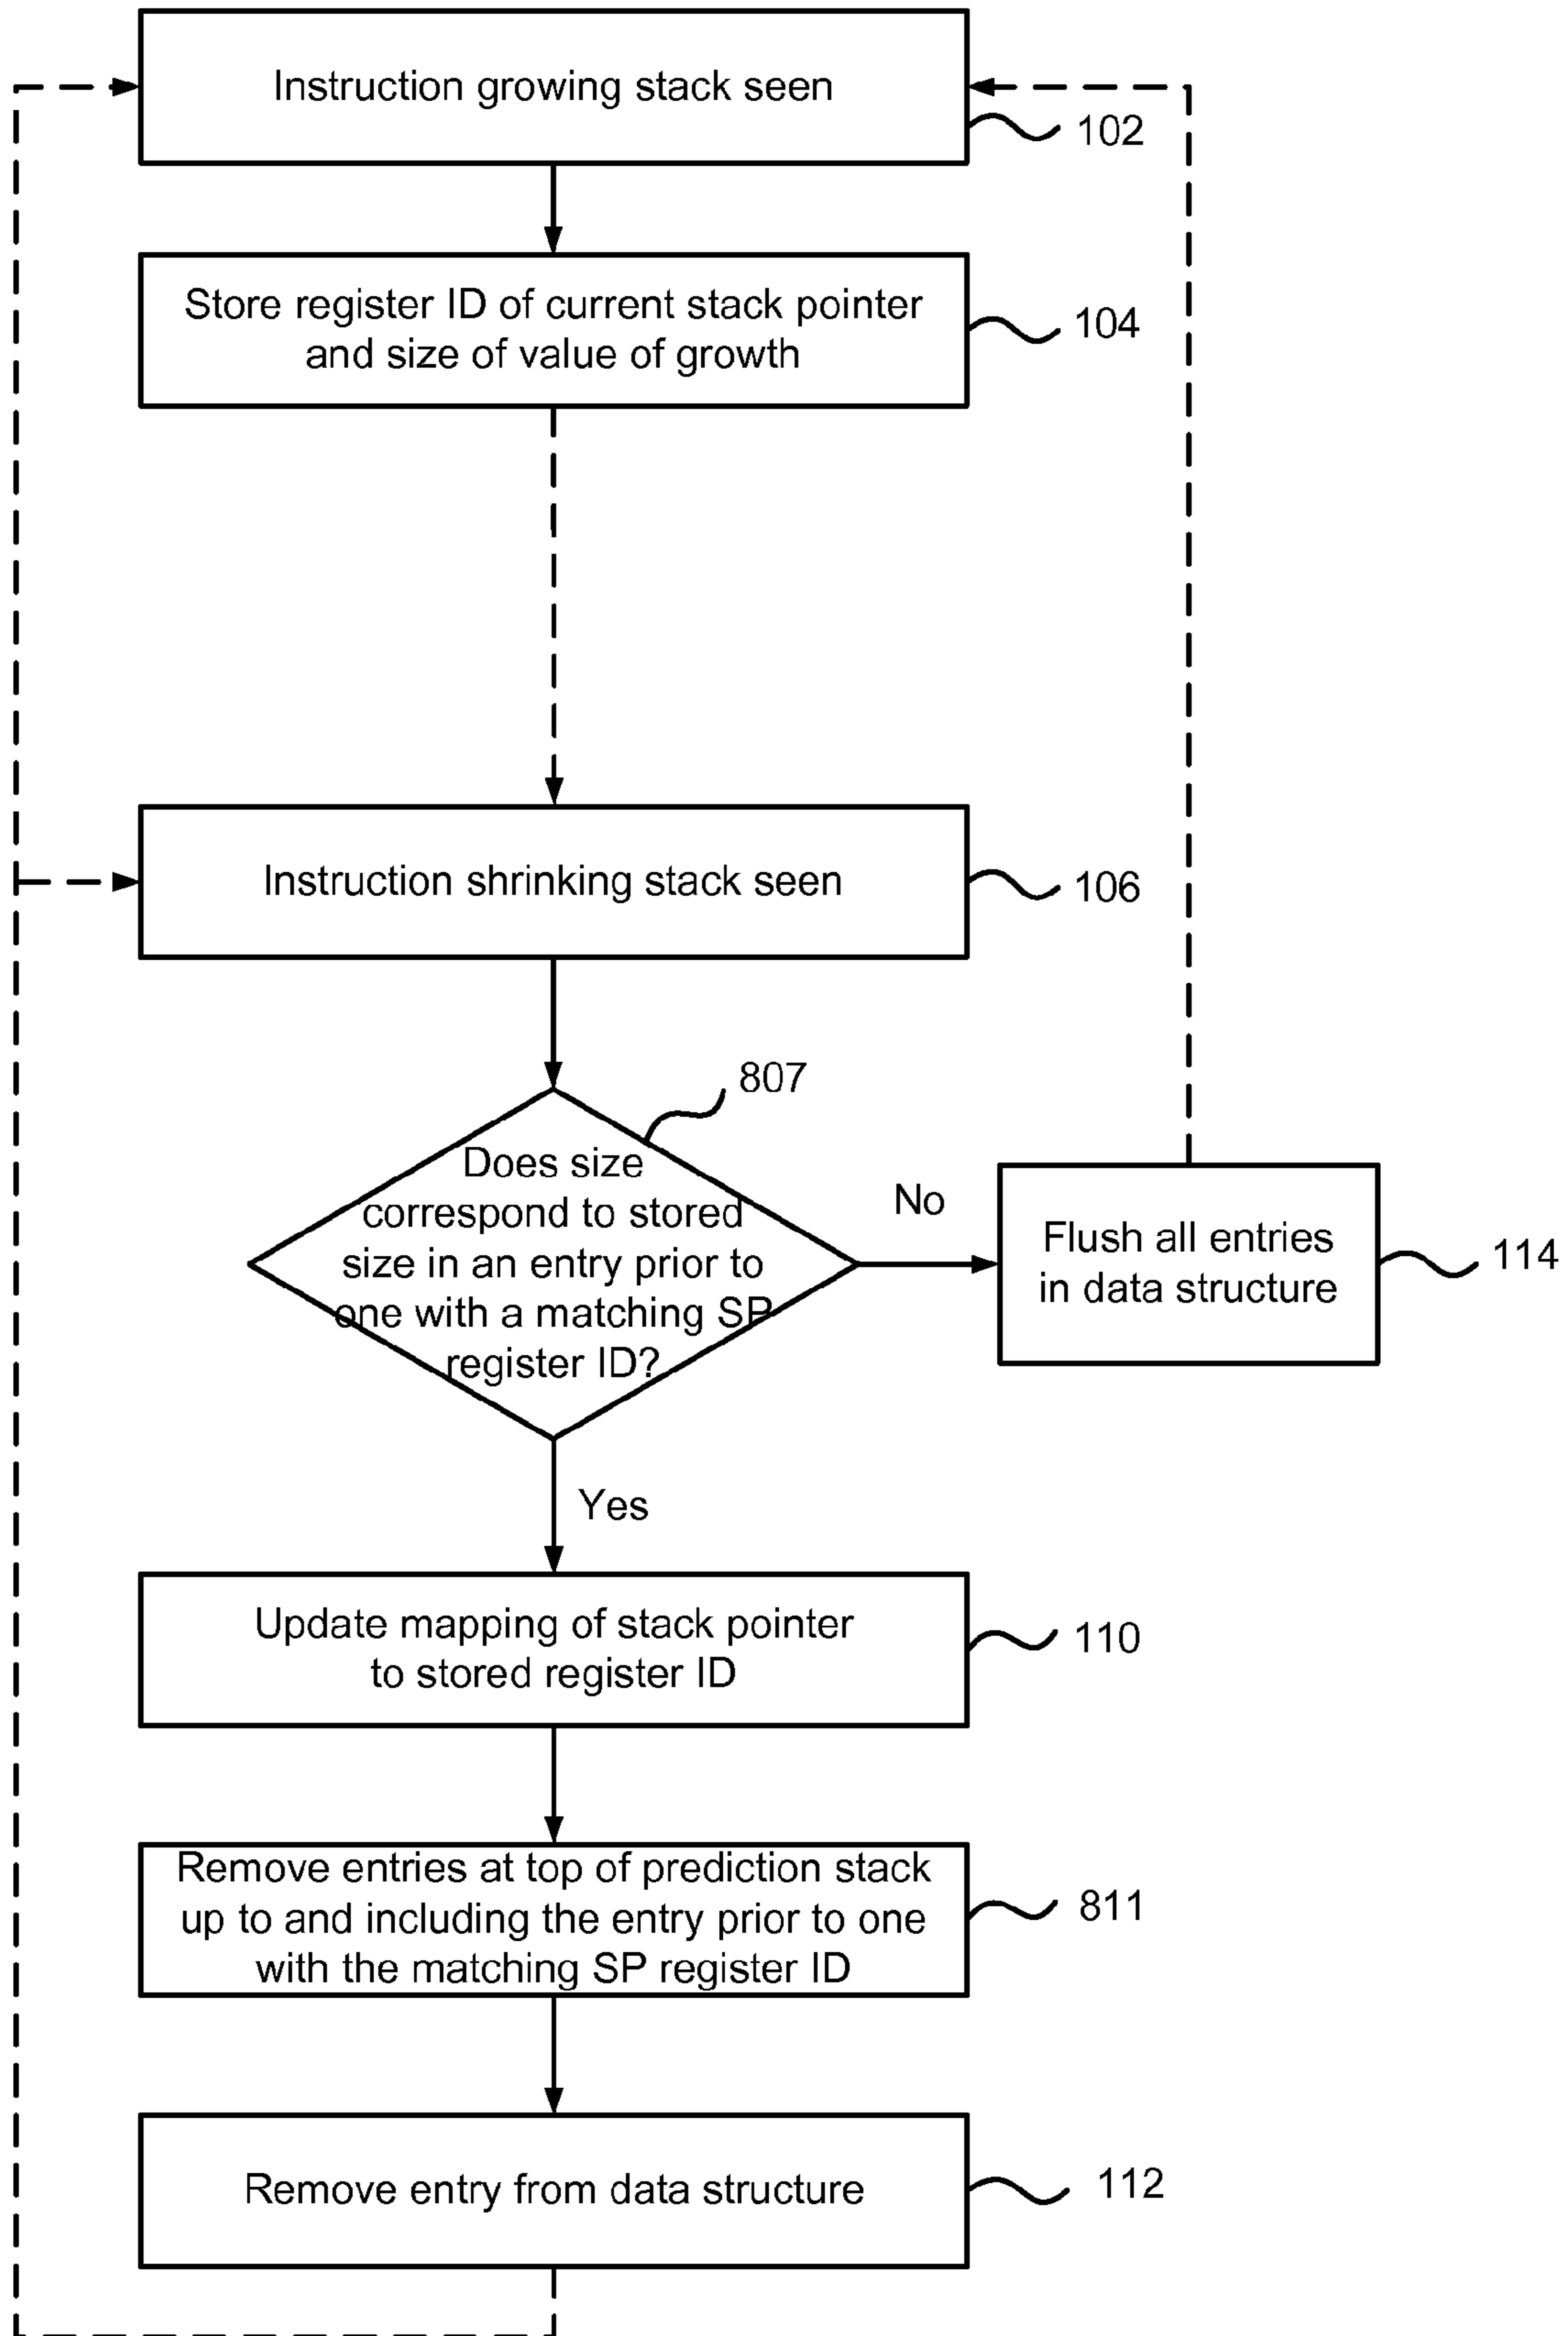 Instruction growing stack seen
102
Store register ID of current stack pointer
and size of value of growth
104
Instruction shrinking stack seen
106
807
Does size
correspond to stored
size in an entry prior to
one with a matching SP
register ID?
No
Flush all entries
in data structure
114
Yes
Update mapping of stack pointer
to stored register ID
110
Remove entries at top of prediction stack
up to and including the entry prior to one
with the matching SP register ID
811
Remove entry from data structure
112